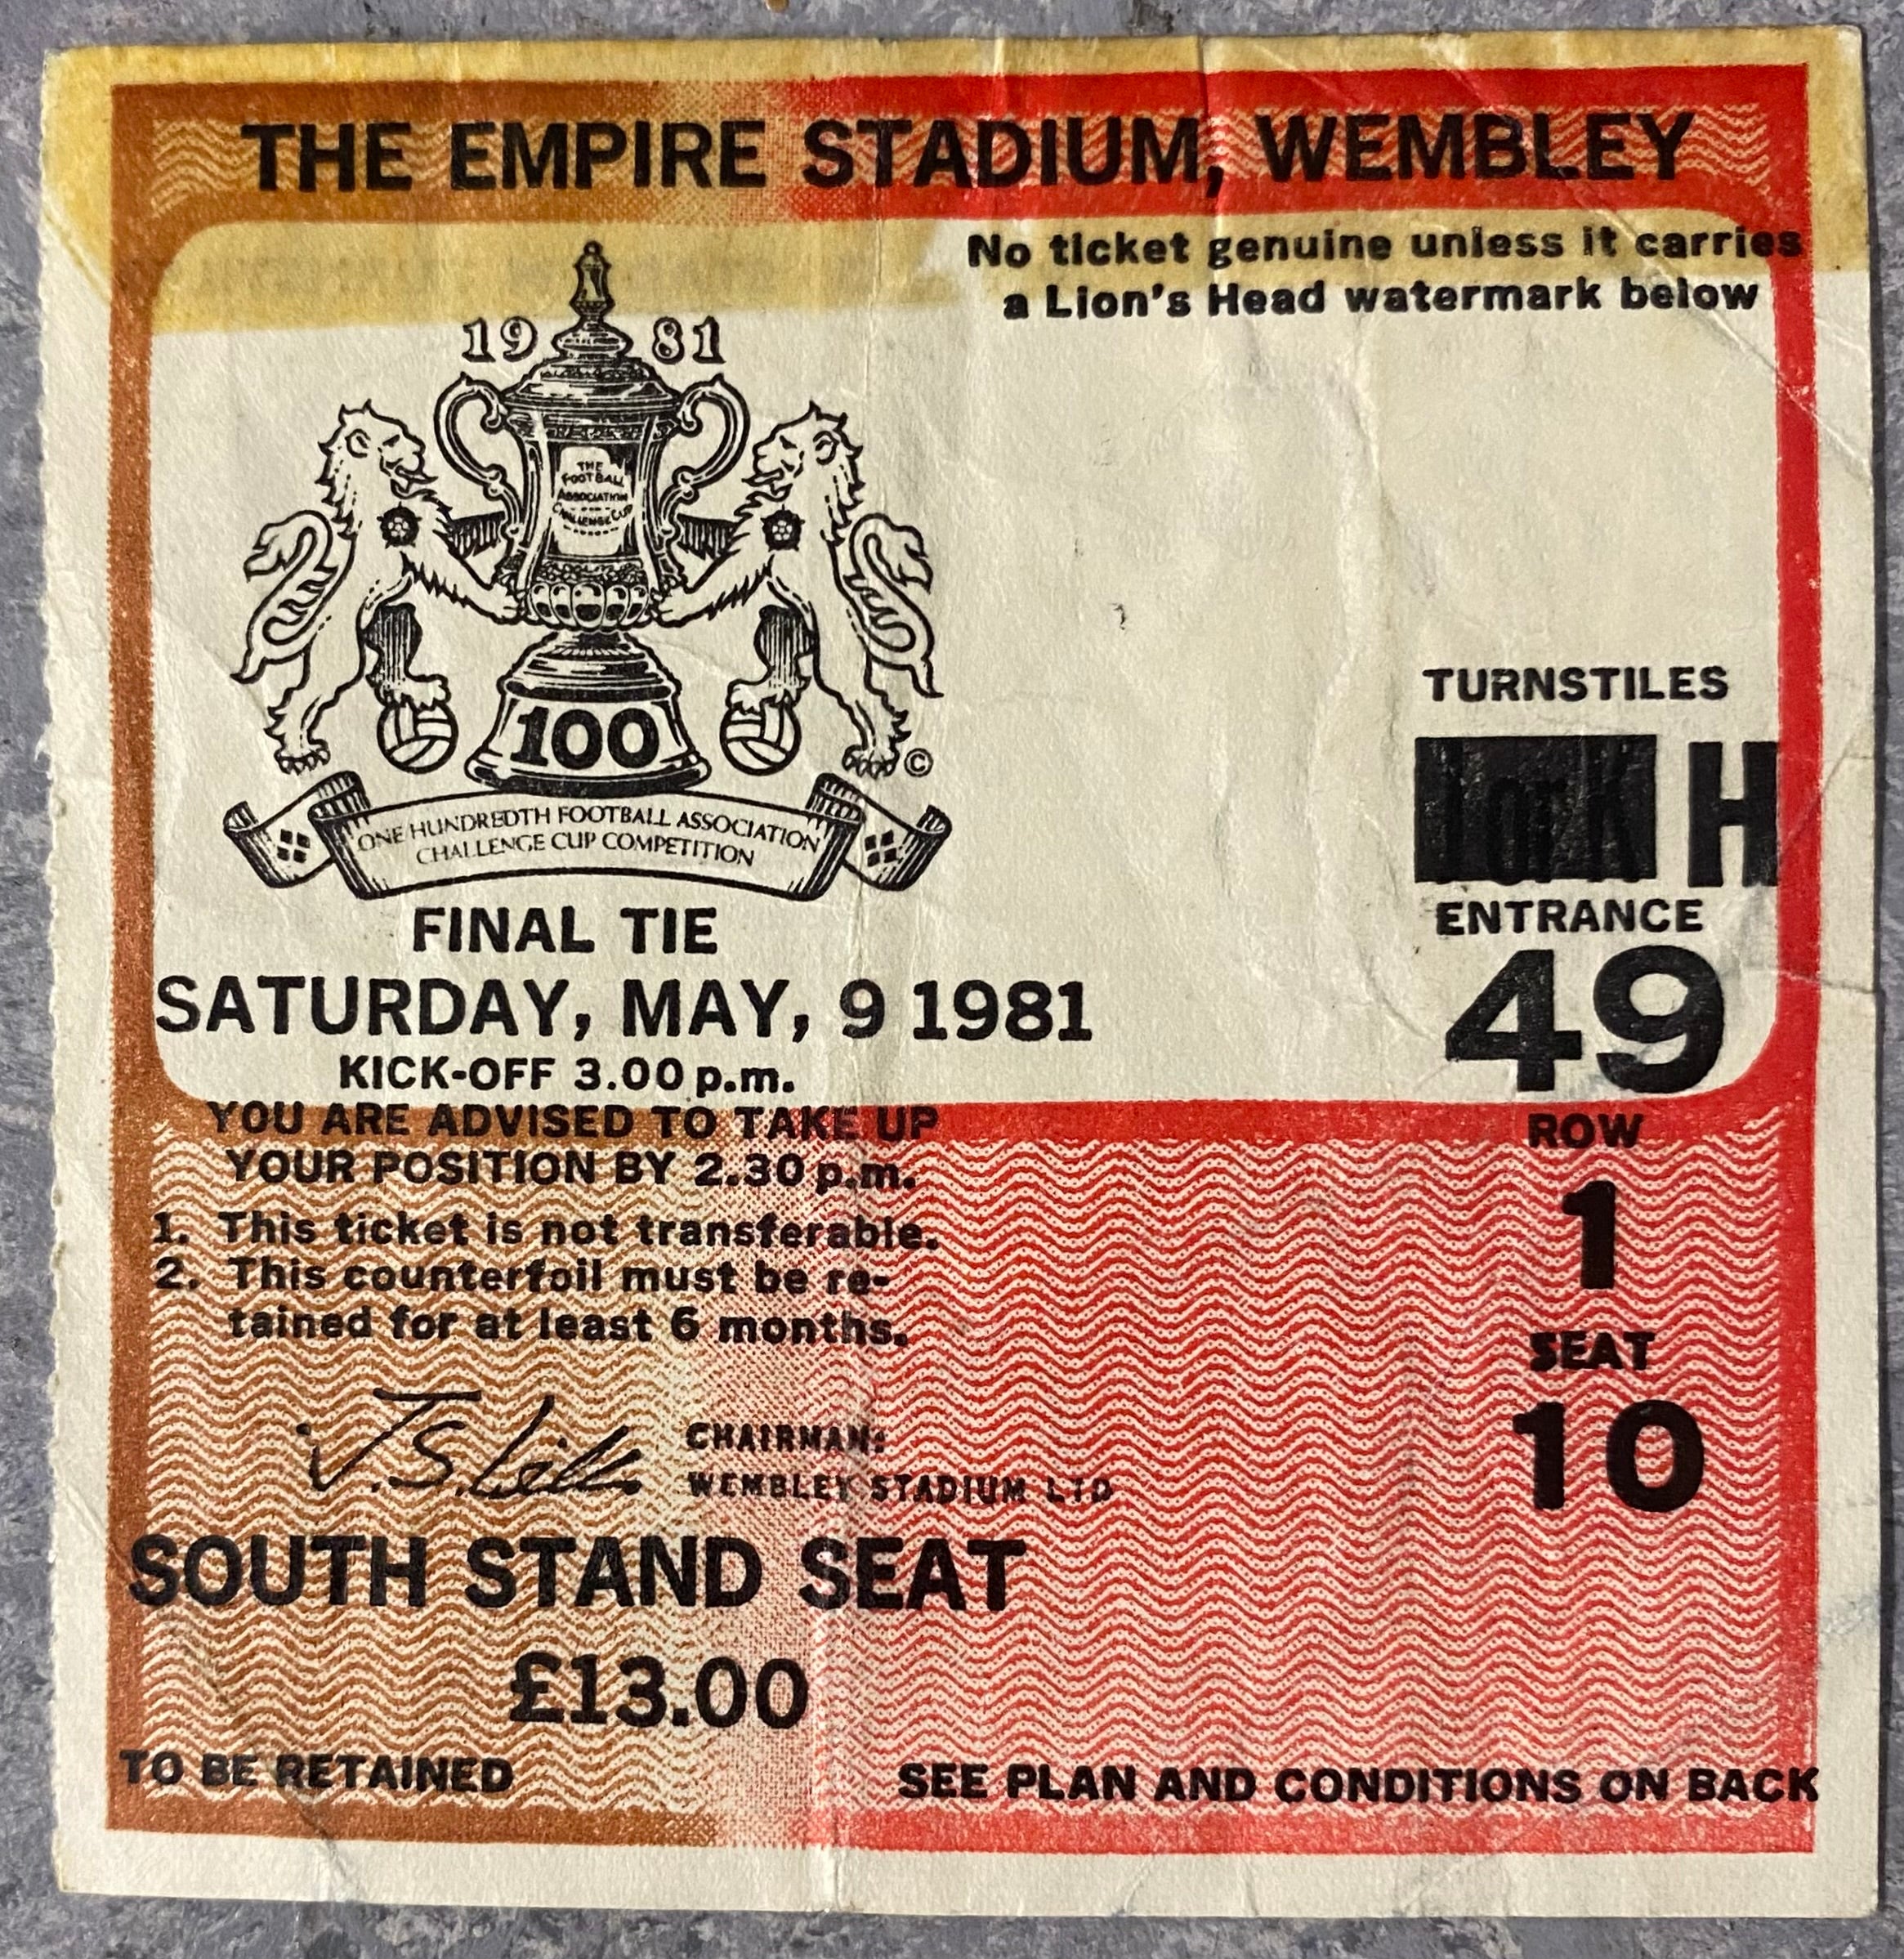 THE EMPIRE STADIUM, WEMBLEY
No ticket genuine unless it carries
a Lion's Head watermark below
19 81
THE
FOOTBALL
ASSOCIATION
CHALLENGE CUP
100
©
ONE HUNDREDTH FOOTBALL ASSOCIATION
CHALLENGE CUP COMPETITION
FINAL TIE
SATURDAY, MAY, 9 1981
KICK-OFF 3.00 p.m.
YOU ARE ADVISED TO TAKE UP
YOUR POSITION BY 2.30 p.m.
1. This ticket is not transferable.
2. This counterfoil must be re-
tained for at least 6 months.
CHAIRMAN:
WEMBLEY STADIUM LTD
SOUTH STAND SEAT
£13.00
TO BE RETAINED
TURNSTILES
H
ENTRANCE
49
ROW
1
SEAT
10
SEE PLAN AND CONDITIONS ON BACK